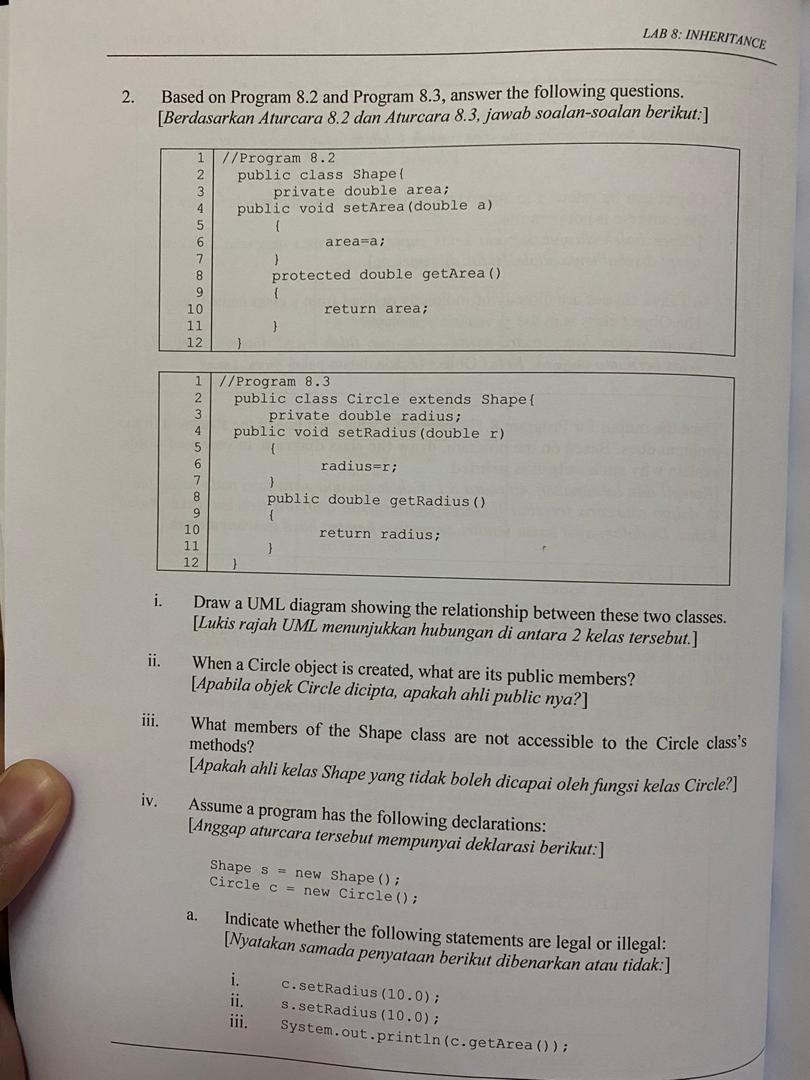 LAB 8: INHERITANCE
2. Based on Program 8.2 and Program 8.3, answer the following questions.
[Berdasarkan Aturcara 8.2 dan Aturcara 8.3, jawab soalan-soalan berikut:]
1 //Program 8.2
2 public class Shape{
3 private double area;
4 public void setArea(double a)
5 {
6 area=a;
7 }
8 protected double getArea()
9 {
10 return area;
11 }
12 }
1 //Program 8.3
2 public class Circle extends Shape{
3 private double radius;
4 public void setRadius(double r)
5 {
6 radius=r;
7 }
8 public double getRadius()
9 {
10 return radius;
11 }
12 }
i. Draw a UML diagram showing the relationship between these two classes.
[Lukis rajah UML menunjukkan hubungan di antara 2 kelas tersebut.]
ii. When a Circle object is created, what are its public members?
[Apabila objek Circle dicipta, apakah ahli public nya?]
iii. What members of the Shape class are not accessible to the Circle class's
methods?
[Apakah ahli kelas Shape yang tidak boleh dicapai oleh fungsi kelas Circle?]
iv. Assume a program has the following declarations:
[Anggap aturcara tersebut mempunyai deklarasi berikut:]
Shape s = new Shape();
Circle c = new Circle();
a. Indicate whether the following statements are legal or illegal:
[Nyatakan samada penyataan berikut dibenarkan atau tidak:]
i. c.setRadius(10.0);
ii. s.setRadius(10.0);
iii. System.out.println(c.getArea());